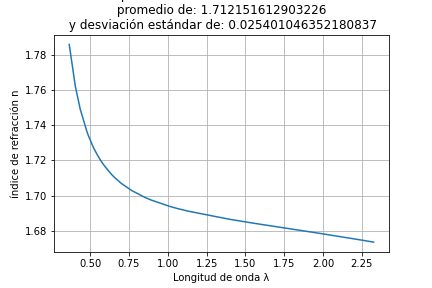 promedio de: 1.712151612903226
y desviación estándar de: 0.025401046352180837
1.78
1.76
1.74
1.72
1.70
1.68
Índice de refracción n
0.50 0.75 1.00 1.25 1.50 1.75 2.00 2.25
Longitud de onda λ